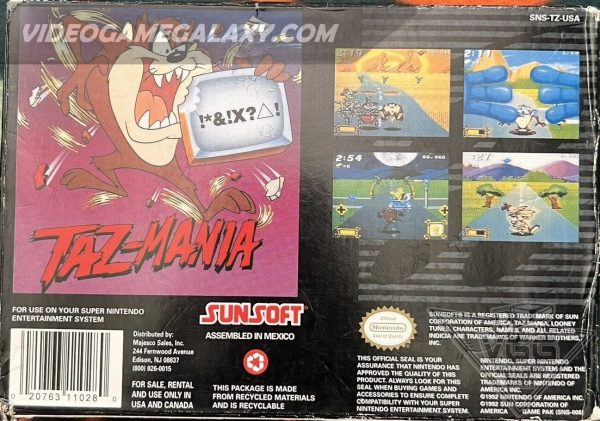 VIDEOGAMEGALAXY.COM
SNS-TZ-USA
!*&!X?△!
2:54
TAZ-MANIA
FOR USE ON YOUR SUPER NINTENDO
ENTERTAINMENT SYSTEM
SUNSOFT
ASSEMBLED IN MEXICO
Distributed by:
Majesco Sales, Inc.
244 Fernwood Avenue
Edison, NJ 08837
(800) 826-0015
0 20763 11028 0
FOR SALE, RENTAL
AND USE ONLY IN
USA AND CANADA
THIS PACKAGE IS MADE
FROM RECYCLED MATERIALS
AND IS RECYCLABLE
Official
Nintendo
Seal of Quality
THIS OFFICIAL SEAL IS YOUR
ASSURANCE THAT NINTENDO HAS
APPROVED THE QUALITY OF THIS
PRODUCT. ALWAYS LOOK FOR THIS
SEAL WHEN BUYING GAMES AND
ACCESSORIES TO ENSURE COMPLETE
COMPATIBILITY WITH YOUR SUPER
NINTENDO ENTERTAINMENT SYSTEM.
SUNSOFT® IS A REGISTERED TRADEMARK OF SUN
CORPORATION OF AMERICA. TAZ-MANIA, LOONEY
TUNES, CHARACTERS, NAMES, AND ALL RELATED
INDICIA ARE TRADEMARKS OF WARNER BROTHERS,
INC.
NINTENDO, SUPER NINTENDO
ENTERTAINMENT SYSTEM AND THE
OFFICIAL SEALS ARE REGISTERED
TRADEMARKS OF NINTENDO OF
AMERICA INC.
©1992 NINTENDO OF AMERICA INC.
©1992 SUN CORPORATION OF
AMERICA GAME PAK (SNS-006)